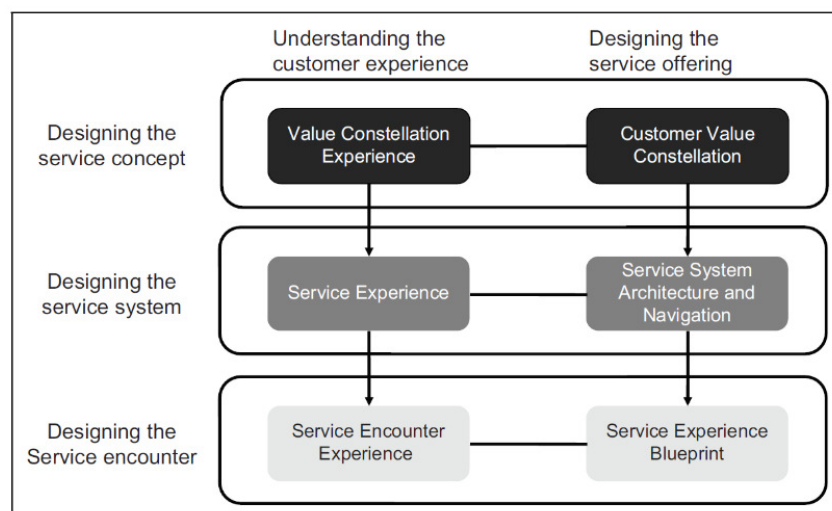 Understanding the
customer experience
Designing the
service offering
Designing the
service concept
Value Constellation
Experience
Customer Value
Constellation
Designing the
service system
Service Experience
Service System
Architecture and
Navigation
Designing the
Service encounter
Service Encounter
Experience
Service Experience
Blueprint